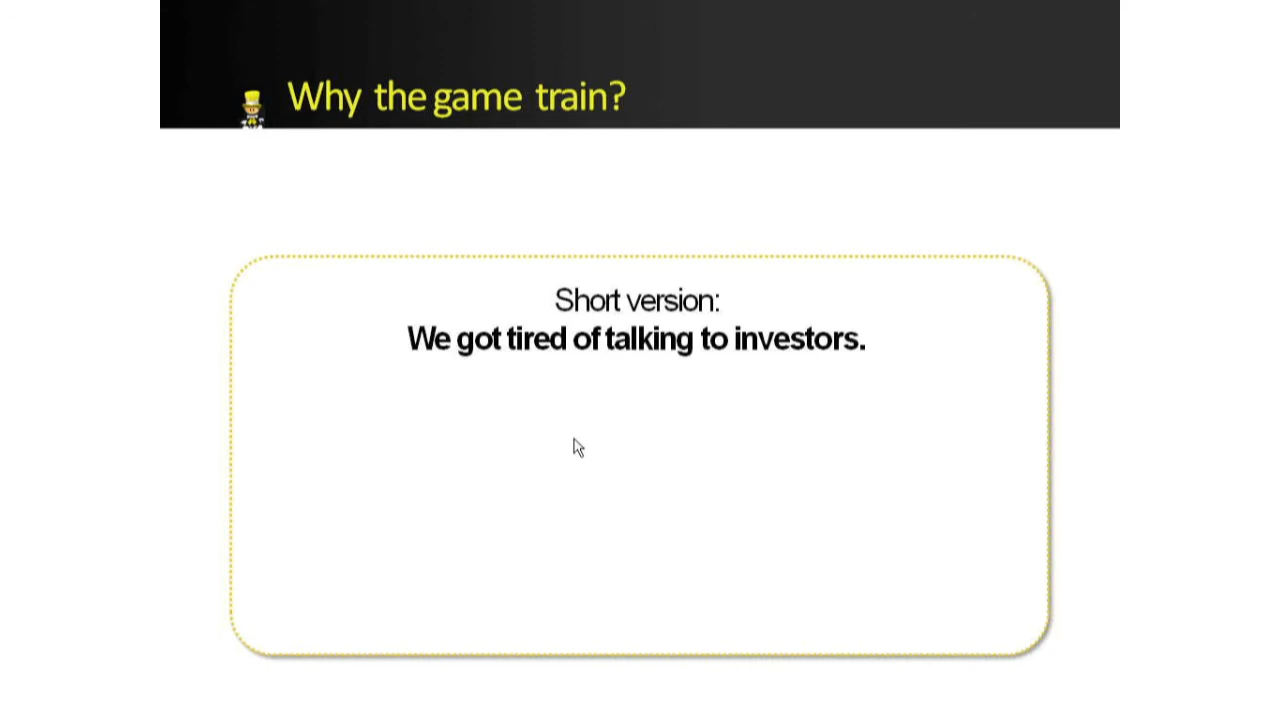 Why the game train?
Short version:
We got tired of talking to investors.